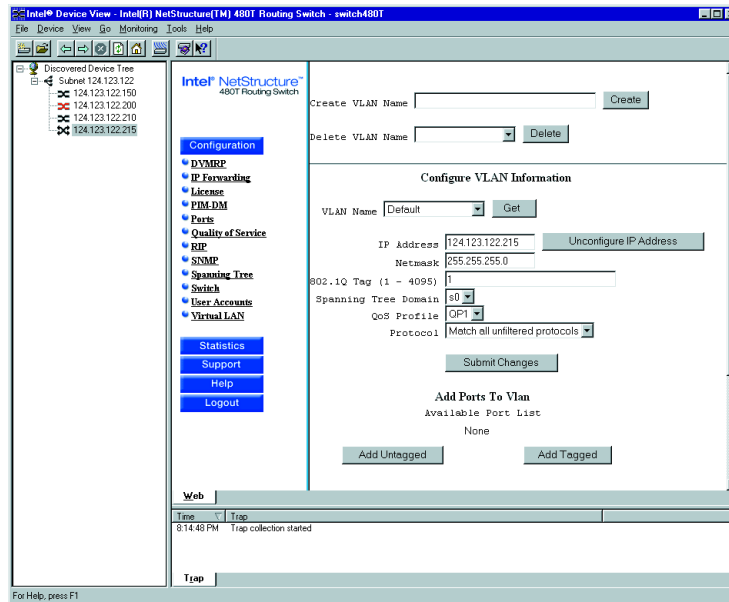 Intel® Device View - Intel(R) NetStructure(TM) 480T Routing Switch - switch480T
File Device View Go Monitoring Tools Help
Discovered Device Tree
Subnet 124.123.122
124.123.122.150
124.123.122.200
124.123.122.210
124.123.122.215
Intel® NetStructure™
480T Routing Switch
Configuration
DVMRP
IP Forwarding
License
PIM-DM
Ports
Quality of Service
RIP
SNMP
Spanning Tree
Switch
User Accounts
Virtual LAN
Statistics
Support
Help
Logout
Create VLAN Name Create
Delete VLAN Name Delete
Configure VLAN Information
VLAN Name Default Get
IP Address 124.123.122.215 Unconfigure IP Address
Netmask 255.255.255.0
802.1Q Tag (1 - 4095) 1
Spanning Tree Domain s0
QoS Profile QP1
Protocol Match all unfiltered protocols
Submit Changes
Add Ports To Vlan
Available Port List
None
Add Untagged Add Tagged
Web
Time Trap
8:14:48 PM Trap collection started
Trap
For Help, press F1